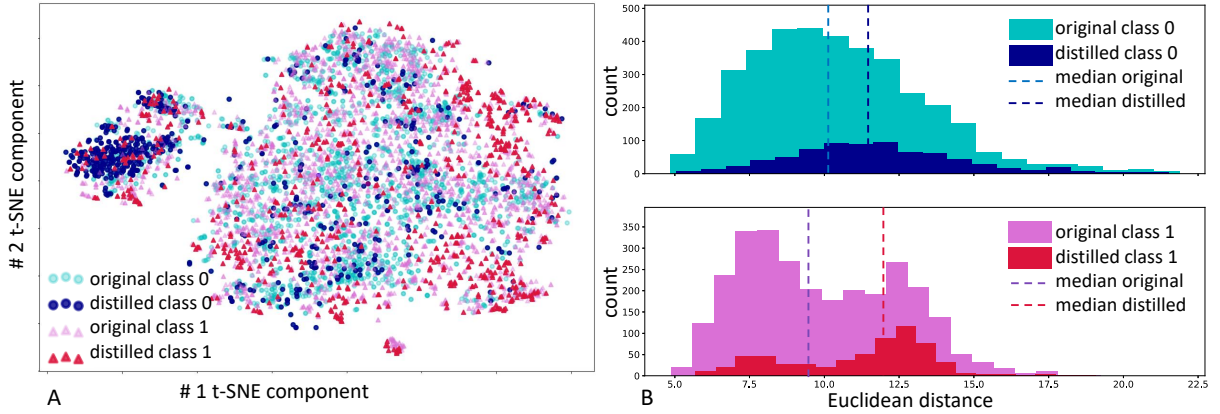 # 2 t-SNE component
original class 0
distilled class 0
original class 1
distilled class 1
A
# 1 t-SNE component
500
400
300
200
100
0
count
original class 0
distilled class 0
median original
median distilled
350
300
250
200
150
100
50
0
count
original class 1
distilled class 1
median original
median distilled
5.0 7.5 10.0 12.5 15.0 17.5 20.0 22.5
B
Euclidean distance